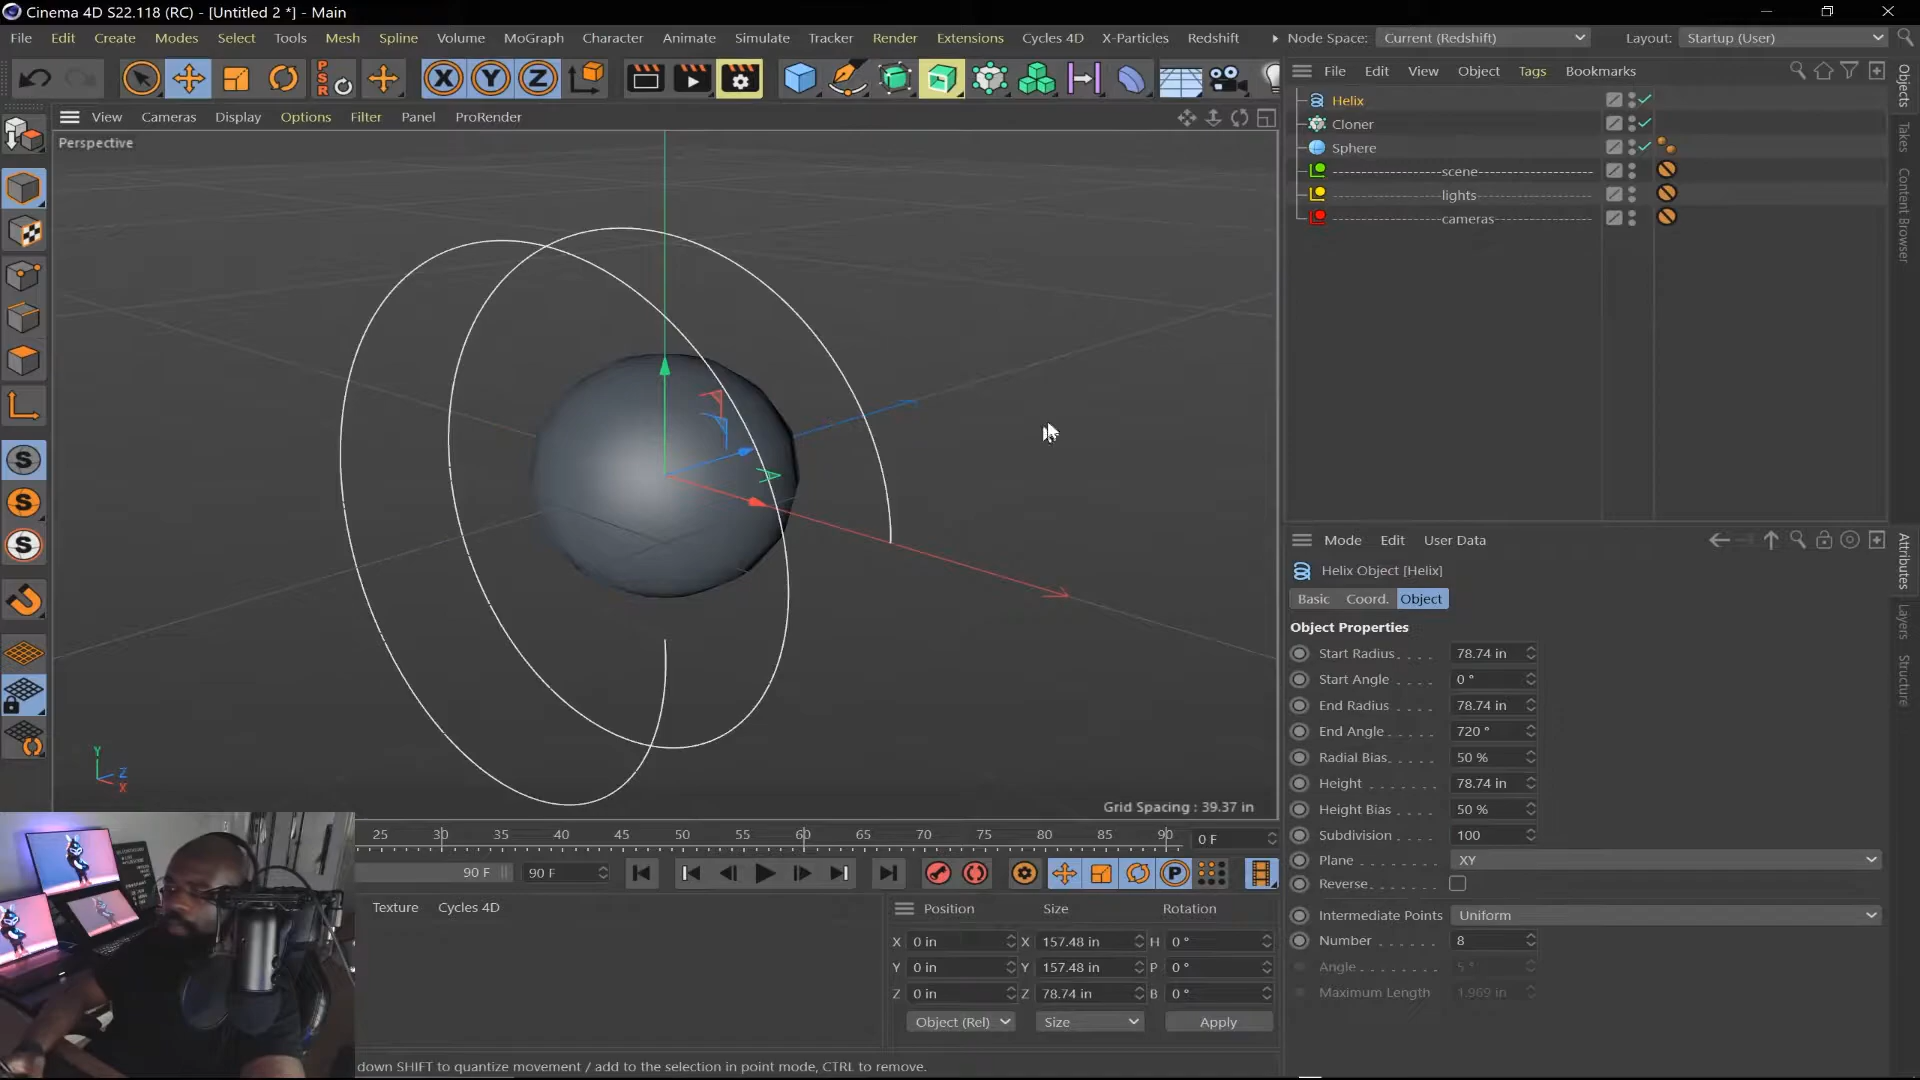 Cinema 4D S22.118 (RC) - [Untitled 2 *] - Main
File Edit Create Modes Select Tools Mesh Spline Volume MoGraph Character Animate Simulate Tracker Render Extensions Cycles 4D X-Particles Redshift Node Space: Current (Redshift) Layout: Startup (User)
PSR X Y Z
File Edit View Object Tags Bookmarks
View Cameras Display Options Filter Panel ProRender
Perspective
Helix
Cloner
Sphere
--------------------scene--------------------
--------------------lights--------------------
--------------------cameras--------------------
Objects
Takes
Content Browser
S
S
S
Y
Z
X
Grid Spacing : 39.37 in
Mode Edit User Data
Helix Object [Helix]
Basic Coord. Object
Object Properties
Start Radius. . . . 78.74 in
Start Angle . . . . 0 °
End Radius . . . . 78.74 in
End Angle. . . . . 720 °
Radial Bias. . . . . 50 %
Height . . . . . . . 78.74 in
Height Bias . . . . 50 %
Subdivision . . . . 100
Plane . . . . . . . . XY
Reverse. . . . . . .
Intermediate Points Uniform
Number . . . . . . 8
Angle. . . . . . . . 5 °
Maximum Length 1.969 in
Attributes
Layers
Structure
25 30 35 40 45 50 55 60 65 70 75 80 85 90 0 F
90 F 90 F P
Texture Cycles 4D
Position Size Rotation
X 0 in X 157.48 in H 0 °
Y 0 in Y 157.48 in P 0 °
Z 0 in Z 78.74 in B 0 °
Object (Rel) Size Apply
down SHIFT to quantize movement / add to the selection in point mode, CTRL to remove.